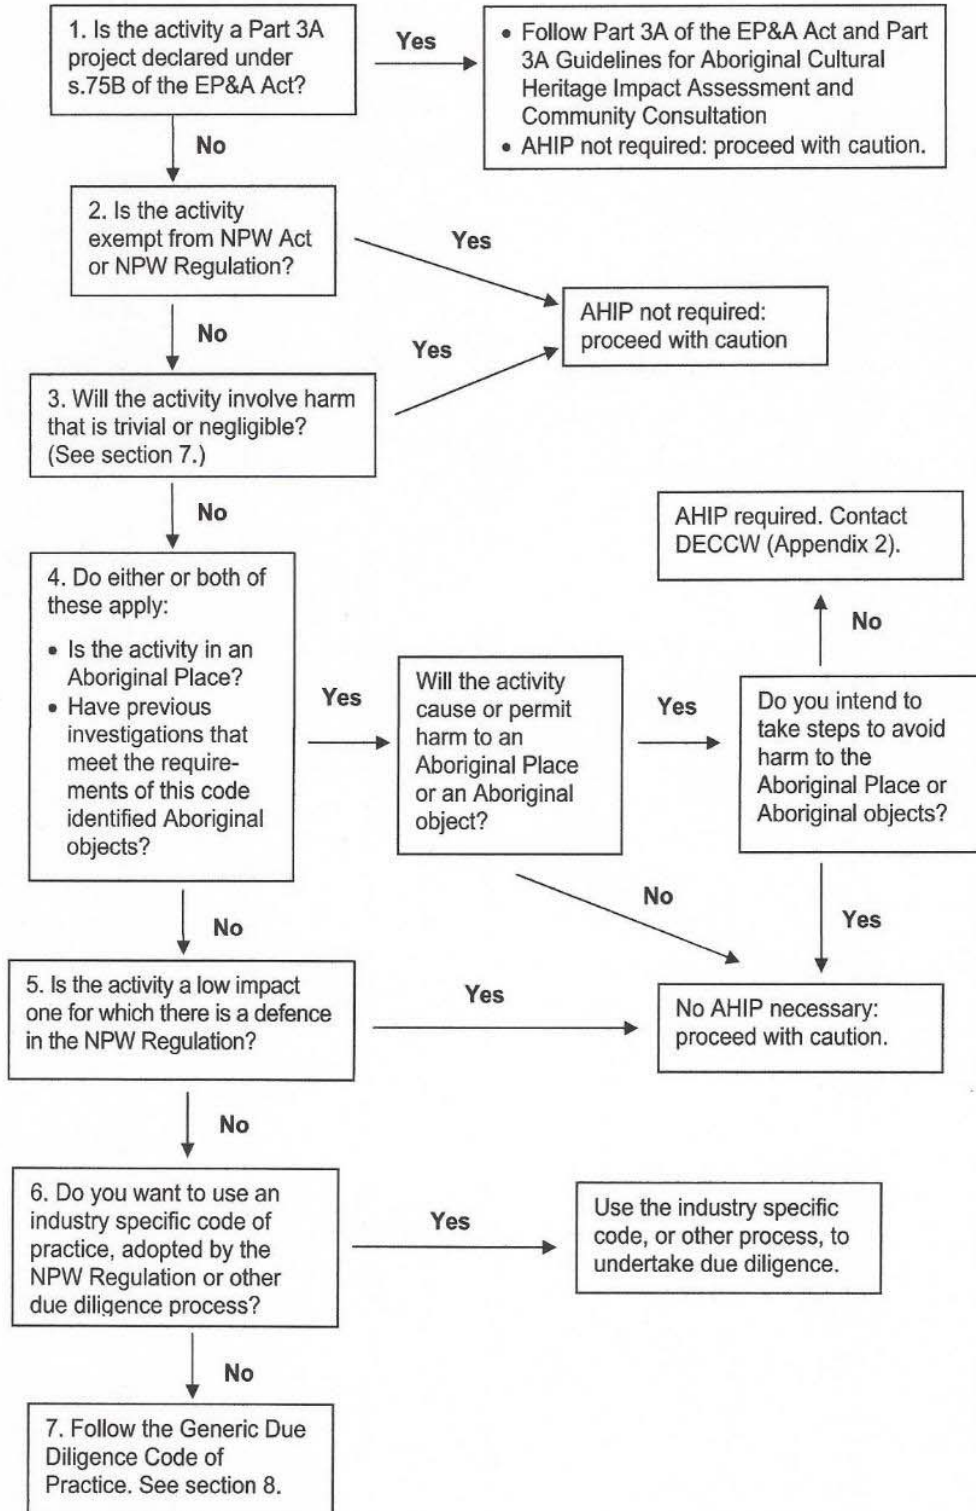 1. Is the activity a Part 3A
project declared under
s.75B of the EP&A Act?
Yes
• Follow Part 3A of the EP&A Act and Part
3A Guidelines for Aboriginal Cultural
Heritage Impact Assessment and
Community Consultation
• AHIP not required: proceed with caution.
No
2. Is the activity
exempt from NPW Act
or NPW Regulation?
Yes
AHIP not required:
proceed with caution
No
Yes
3. Will the activity involve harm
that is trivial or negligible?
(See section 7.)
No
AHIP required. Contact
DECCW (Appendix 2).
No
4. Do either or both of
these apply:
• Is the activity in an
Aboriginal Place?
• Have previous
investigations that
meet the require-
ments of this code
identified Aboriginal
objects?
Yes
Will the activity
cause or permit
harm to an
Aboriginal Place
or an Aboriginal
object?
Yes
Do you intend to
take steps to avoid
harm to the
Aboriginal Place or
Aboriginal objects?
No
Yes
No
5. Is the activity a low impact
one for which there is a defence
in the NPW Regulation?
Yes
No AHIP necessary:
proceed with caution.
No
6. Do you want to use an
industry specific code of
practice, adopted by the
NPW Regulation or other
due diligence process?
Yes
Use the industry specific
code, or other process, to
undertake due diligence.
No
7. Follow the Generic Due
Diligence Code of
Practice. See section 8.